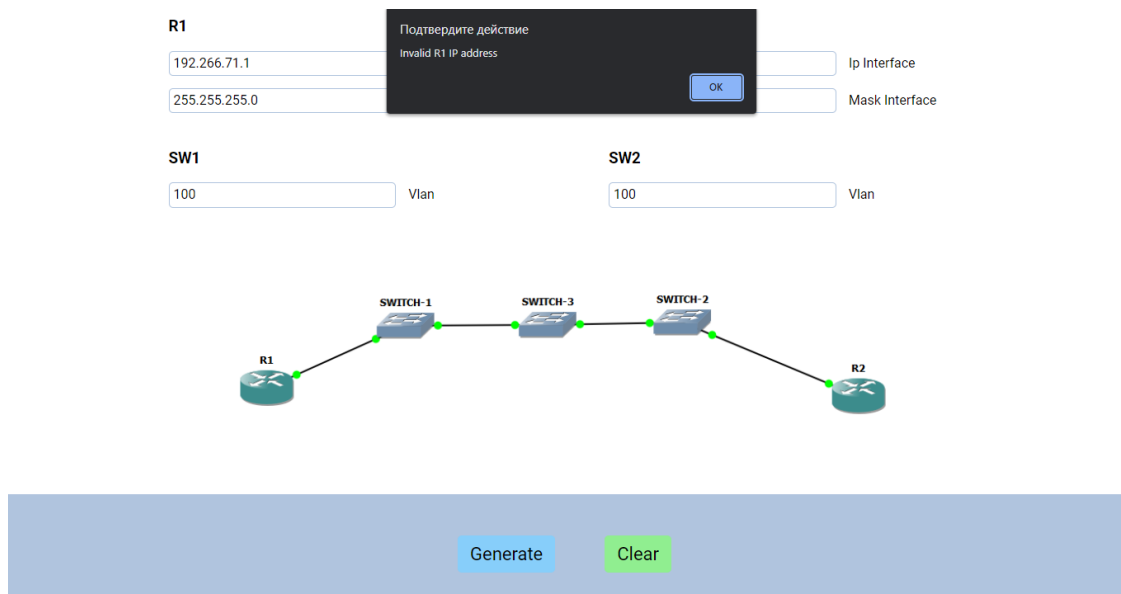 R1
Подтвердите действие
Invalid R1 IP address
OK
192.266.71.1
Ip Interface
255.255.255.0
Mask Interface
SW1
SW2
100
Vlan
100
Vlan
SWITCH-1
SWITCH-3
SWITCH-2
R1
R2
Generate
Clear